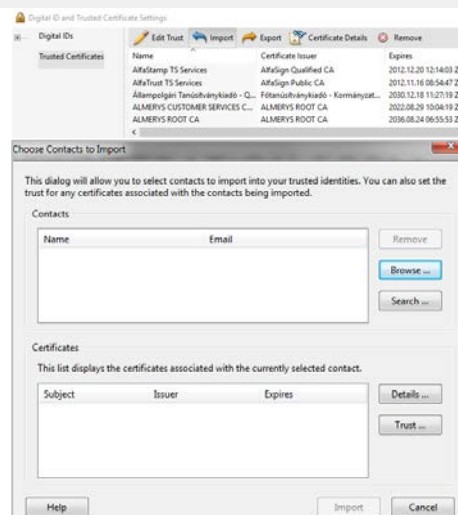 Digital ID and Trusted Certificate Settings
Digital IDs
Trusted Certificates
Edit Trust Import Export Certificate Details Remove
Name Certificate Issuer Expires
AlfaStamp TS Services AlfaSign Qualified CA 2012.12.20 12:14:03 Z
AlfaTrust TS Services AlfaSign Public CA 2012.11.16 08:54:47 Z
Állampolgári Tanúsítványkiadó - Q... Főtanúsítványkiadó - Kormányzat... 2030.12.18 11:27:19 Z
ALMERYS CUSTOMER SERVICES C... ALMERYS ROOT CA 2022.08.29 10:04:19 Z
ALMERYS ROOT CA ALMERYS ROOT CA 2036.08.24 06:55:53 Z
Choose Contacts to Import
This dialog will allow you to select contacts to import into your trusted identities. You can also set the
trust for any certificates associated with the contacts being imported.
Contacts
Name Email
Remove
Browse ...
Search ...
Certificates
This list displays the certificates associated with the currently selected contact.
Subject Issuer Expires
Details ...
Trust ...
Help Import Cancel